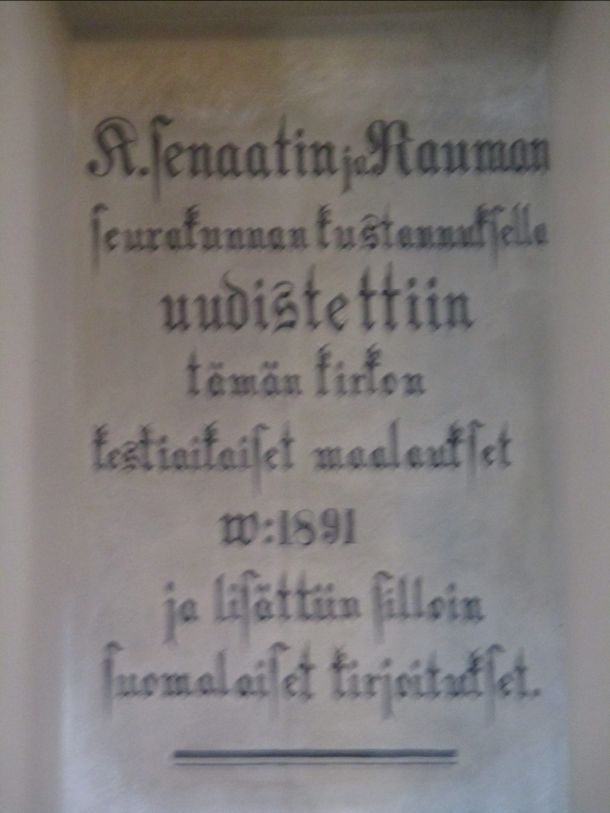 K. senaatin ja Rauman
seurakunnan kustannuksella
uudistettiin
tämän kirkon
keskiaikaiset maalaukset
w:1891
ja lisättiin silloin
suomalaiset kirjoitukset.